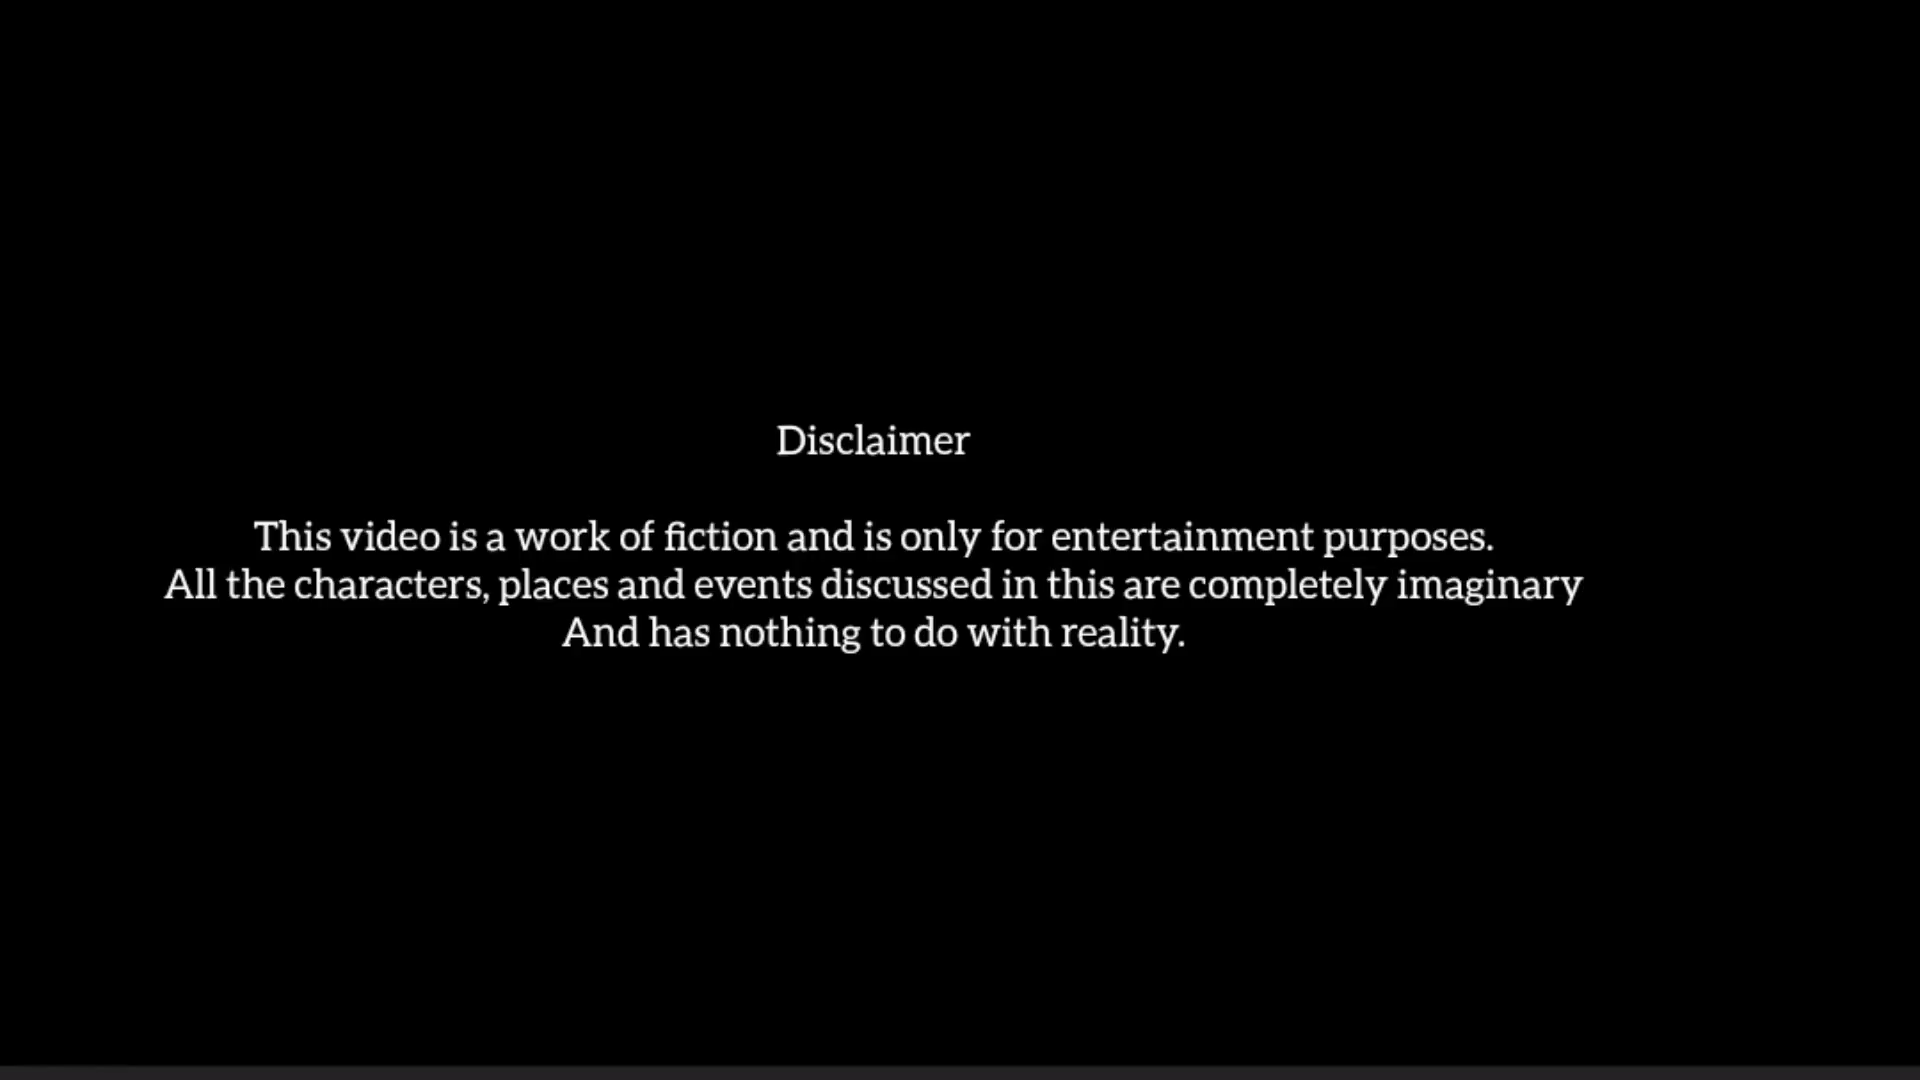 Disclaimer
This video is a work of fiction and is only for entertainment purposes.
All the characters, places and events discussed in this are completely imaginary
And has nothing to do with reality.